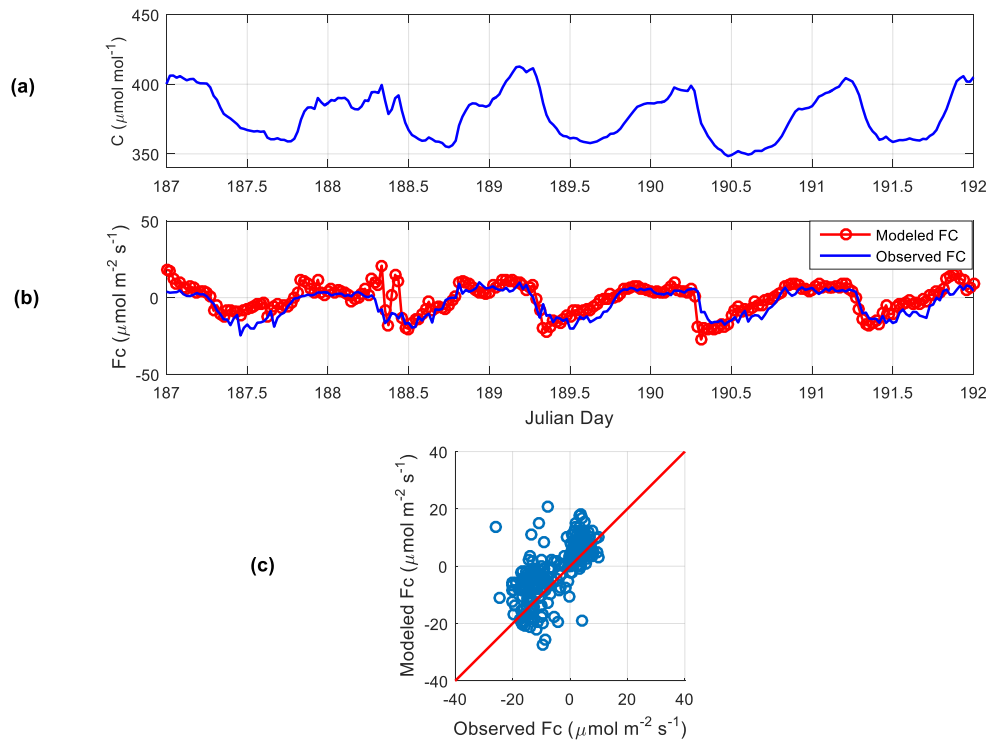 (a)
C (μmol mol-1)
450
400
350
187 187.5 188 188.5 189 189.5 190 190.5 191 191.5 192
(b)
Fc (μmol m-2 s-1)
50
0
-50
Modeled FC
Observed FC
187 187.5 188 188.5 189 189.5 190 190.5 191 191.5 192
Julian Day
(c)
Modeled Fc (μmol m-2 s-1)
40
20
0
-20
-40
-40 -20 0 20 40
Observed Fc (μmol m-2 s-1)